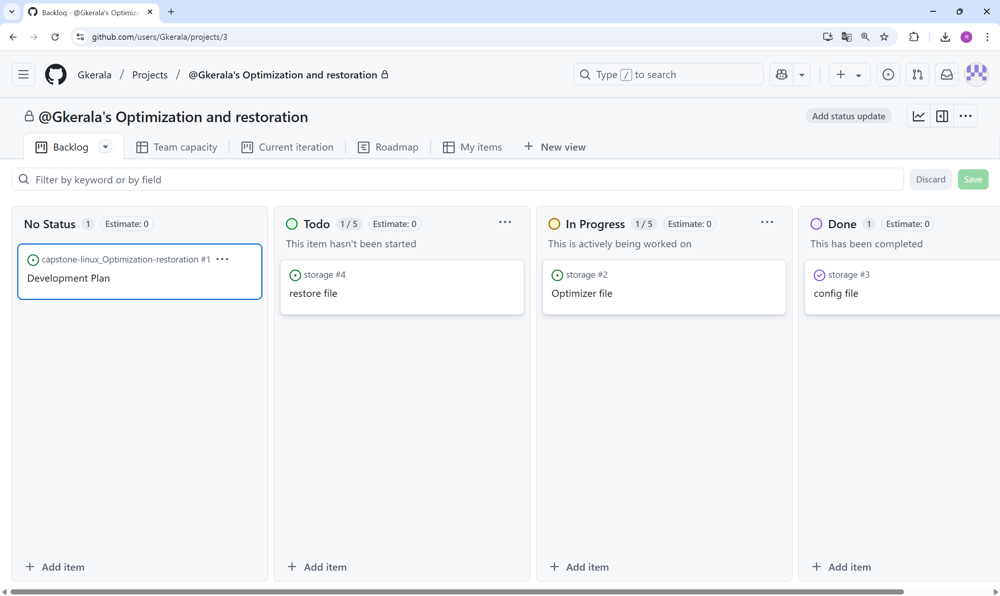 Backlog · @Gkerala's Optimiza
github.com/users/Gkerala/projects/3
케
Gkerala / Projects / @Gkerala's Optimization and restoration
Type / to search
@Gkerala's Optimization and restoration
Add status update
Backlog
Team capacity
Current iteration
Roadmap
My items
New view
Filter by keyword or by field
Discard
Save
No Status 1 Estimate: 0
capstone-linux_Optimization-restoration #1
Development Plan
Add item
Todo 1 / 5 Estimate: 0
This item hasn't been started
storage #4
restore file
Add item
In Progress 1 / 5 Estimate: 0
This is actively being worked on
storage #2
Optimizer file
Add item
Done 1 Estimate: 0
This has been completed
storage #3
config file
Add item